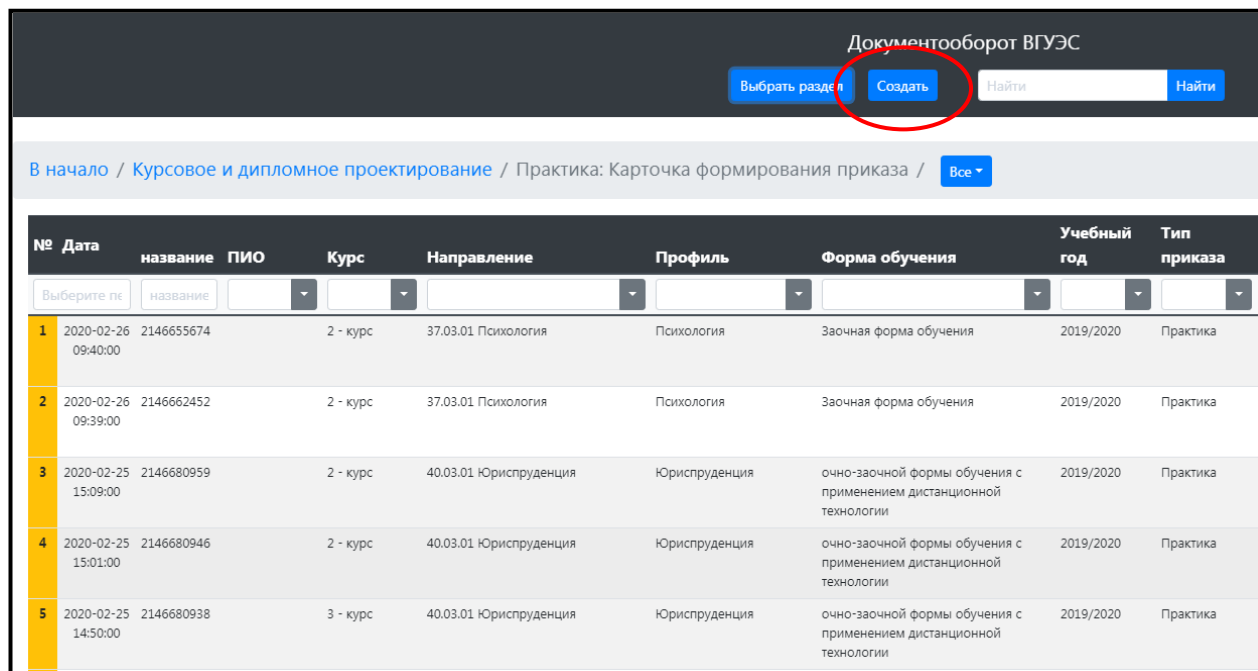 Документооборот ВГУЭС
Выбрать раздел Создать Найти Найти
В начало / Курсовое и дипломное проектирование / Практика: Карточка формирования приказа / Все
№ Дата название ПИО Курс Направление Профиль Форма обучения Учебный год Тип приказа
Выберите пе название
1 2020-02-26 09:40:00 2146655674 2 - курс 37.03.01 Психология Психология Заочная форма обучения 2019/2020 Практика
2 2020-02-26 09:39:00 2146662452 2 - курс 37.03.01 Психология Психология Заочная форма обучения 2019/2020 Практика
3 2020-02-25 15:09:00 2146680959 2 - курс 40.03.01 Юриспруденция Юриспруденция очно-заочной формы обучения с применением дистанционной технологии 2019/2020 Практика
4 2020-02-25 15:01:00 2146680946 2 - курс 40.03.01 Юриспруденция Юриспруденция очно-заочной формы обучения с применением дистанционной технологии 2019/2020 Практика
5 2020-02-25 14:50:00 2146680938 3 - курс 40.03.01 Юриспруденция Юриспруденция очно-заочной формы обучения с применением дистанционной технологии 2019/2020 Практика